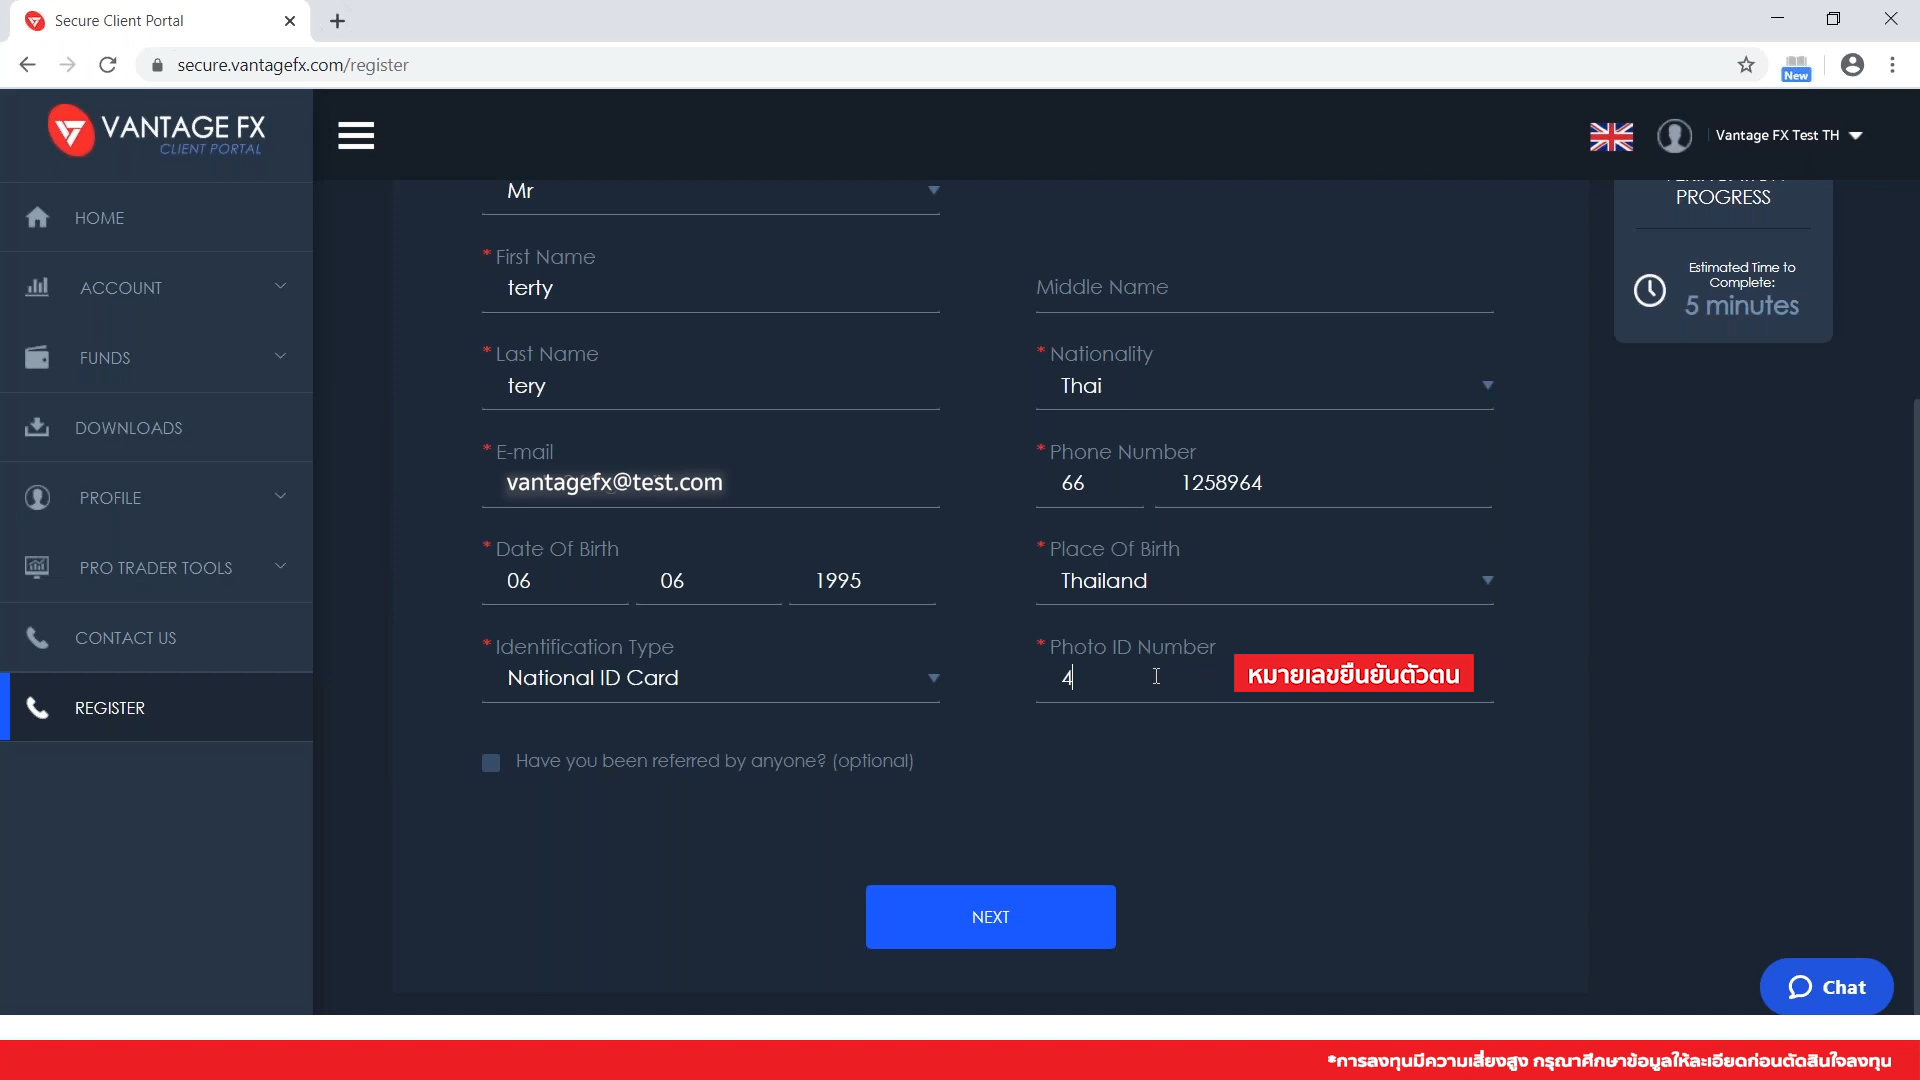 Secure Client Portal
secure.vantagefx.com/register
New
VANTAGE FX
CLIENT PORTAL
Vantage FX Test TH
HOME
ACCOUNT
FUNDS
DOWNLOADS
PROFILE
PRO TRADER TOOLS
CONTACT US
REGISTER
Mr
* First Name
terty
Middle Name
* Last Name
tery
* Nationality
Thai
* E-mail
vantagefx@test.com
* Phone Number
66 1258964
* Date Of Birth
06 06 1995
* Place Of Birth
Thailand
* Identification Type
National ID Card
* Photo ID Number
4
หมายเลขยืนยันตัวตน
Have you been referred by anyone? (optional)
NEXT
PROGRESS
Estimated Time to
Complete:
5 minutes
Chat
*การลงทุนมีความเสี่ยงสูง กรุณาศึกษาข้อมูลให้ละเอียดก่อนตัดสินใจลงทุน